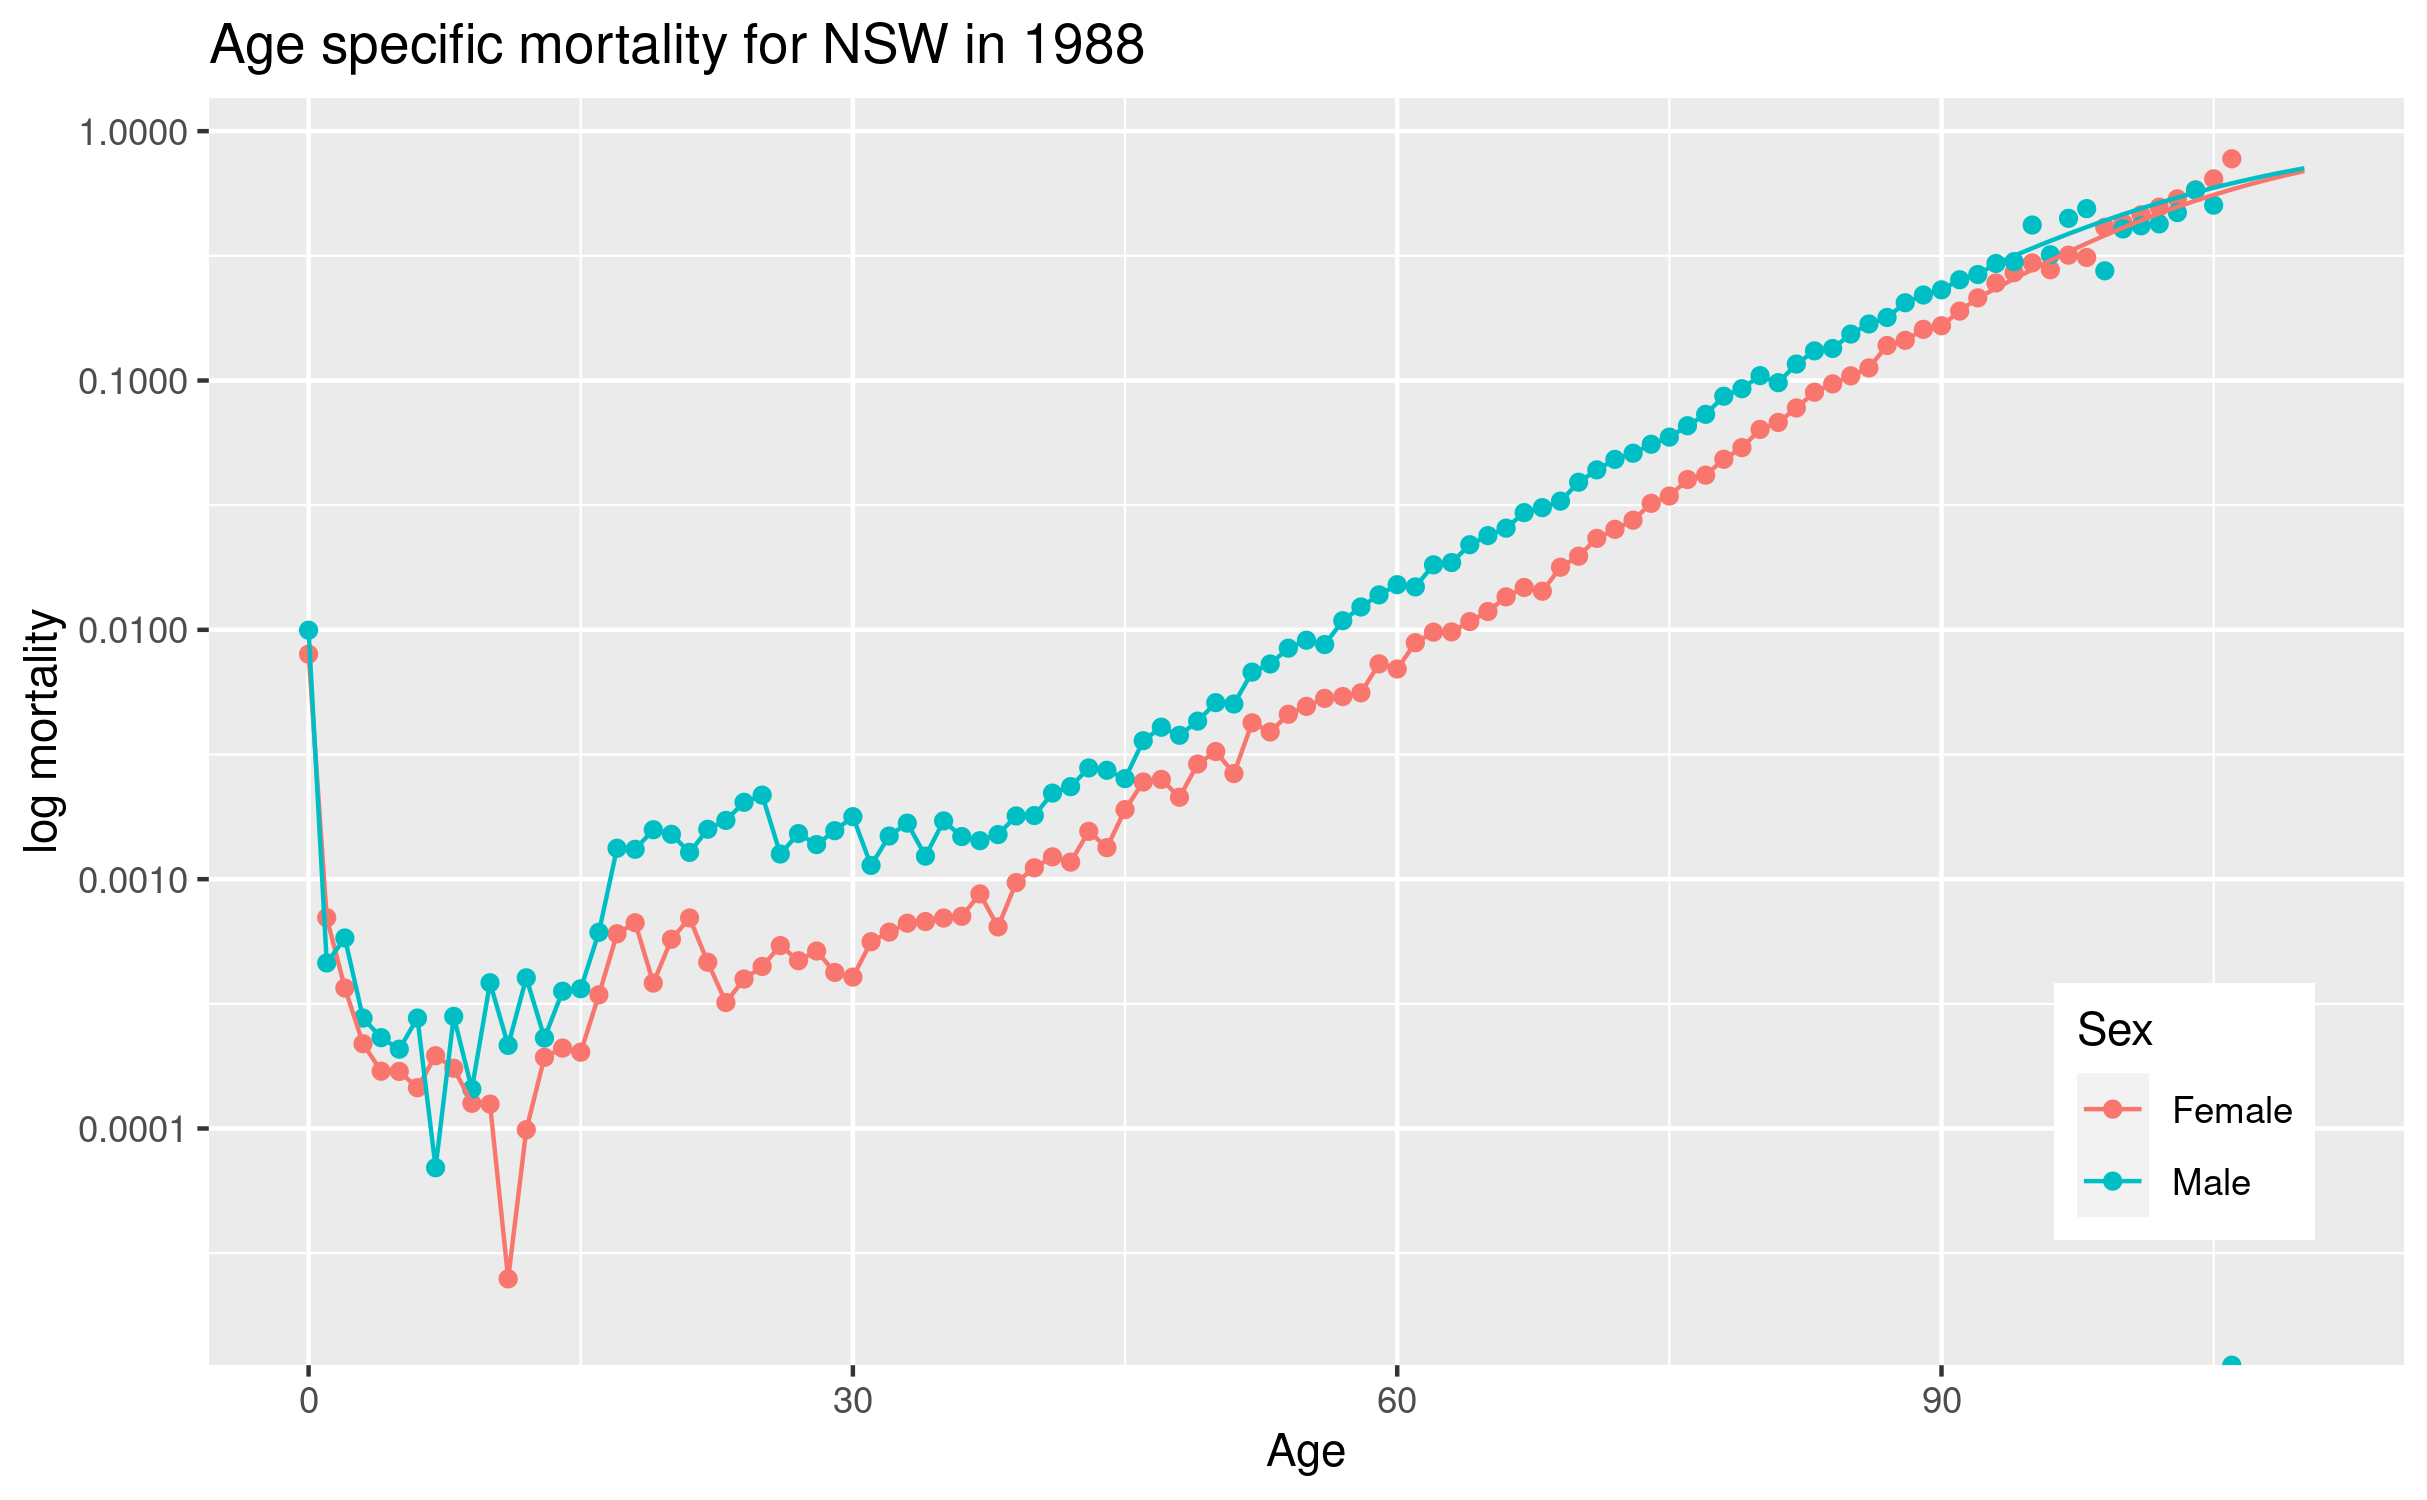 Age specific mortality for NSW in 1988
1.0000
0.1000
0.0100
0.0010
0.0001
log mortality
0 30 60 90
Age
Sex
Female
Male